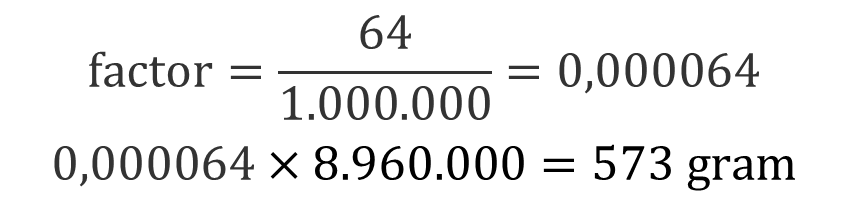 factor = 64 / 1.000.000 = 0,000064
0,000064 × 8.960.000 = 573 gram